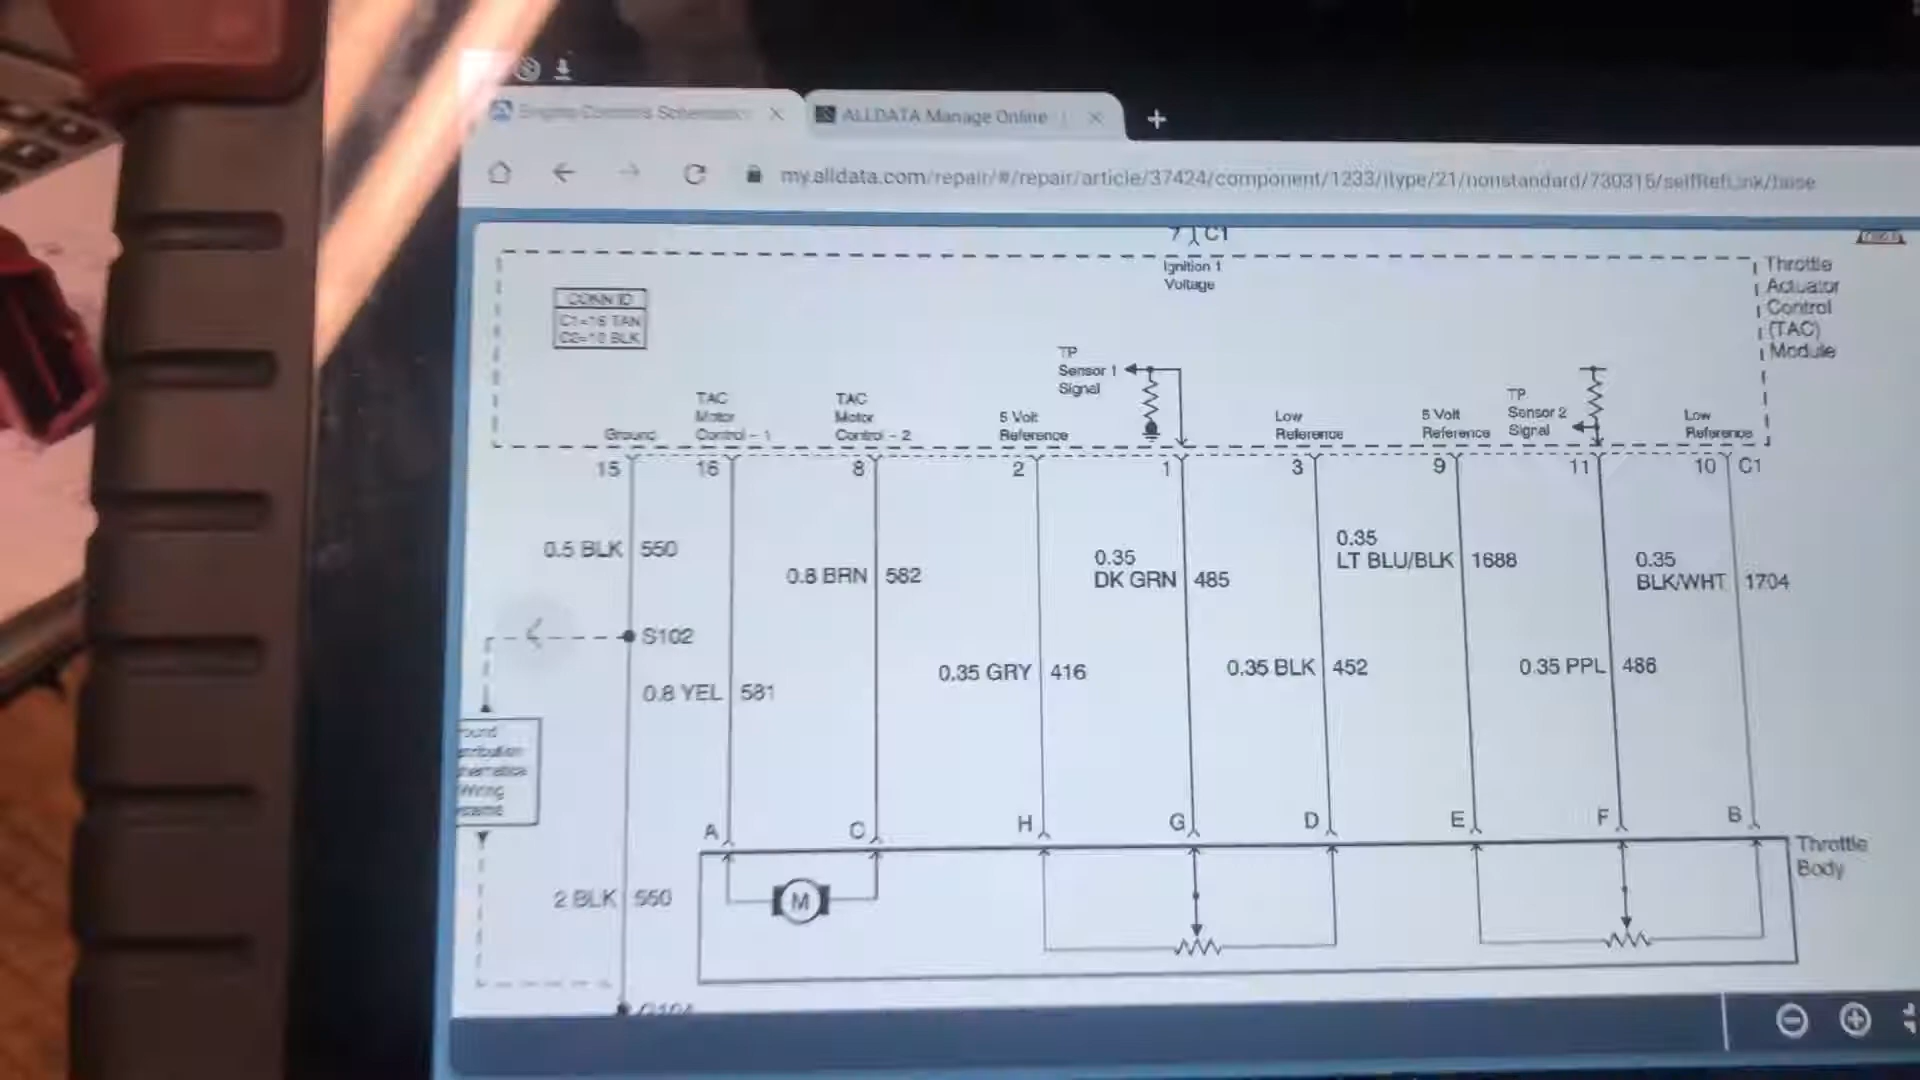 Engine Controls Schematics
ALLDATA Manage Online
my.alldata.com/repair/#/repair/article/37424/component/1233/itype/21/nonstandard/730315/selfRefLink/false
7 C1
Ignition 1
Voltage
Throttle
Actuator
Control
(TAC)
Module
CONN ID
C1=16 TAN
C2=10 BLK
TP
Sensor 1
Signal
TAC
Motor
Control - 1
TAC
Motor
Control - 2
5 Volt
Reference
Low
Reference
5 Volt
Reference
TP
Sensor 2
Signal
Low
Reference
Ground
15 16 8 2 1 3 9 11 10 C1
0.5 BLK 550
0.8 BRN 582
0.35
DK GRN 485
0.35
LT BLU/BLK 1688
0.35
BLK/WHT 1704
S102
0.8 YEL 581
0.35 GRY 416
0.35 BLK 452
0.35 PPL 486
Wiring
A C H G D E F B
Throttle
Body
M
2 BLK 550
G104